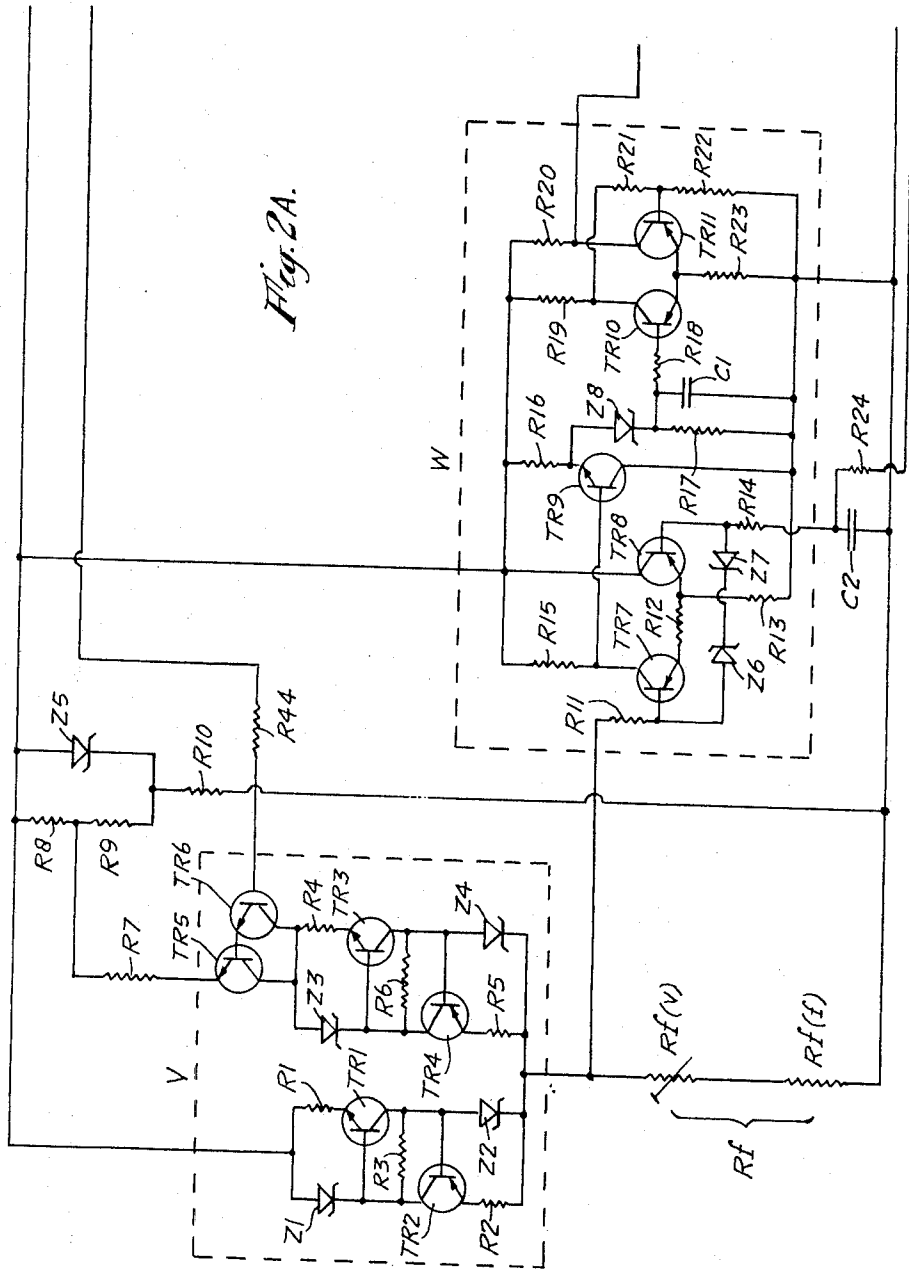 Fig. 2A.
R8
Z5
R9
R10
R7
TR6
TR5
R44
V
R4
TR3
Z3
R6
Z4
R1
TR1
TR4
R5
Z1
R3
Z2
TR2
R2
Rf(v)
Rf
Rf(f)
W
R20
R21
R19
R22
TR11
R23
TR10
R18
C1
R16
Z8
TR9
R17
R15
TR8
R14
TR7
R12
Z7
R11
Z6
R13
C2
R24